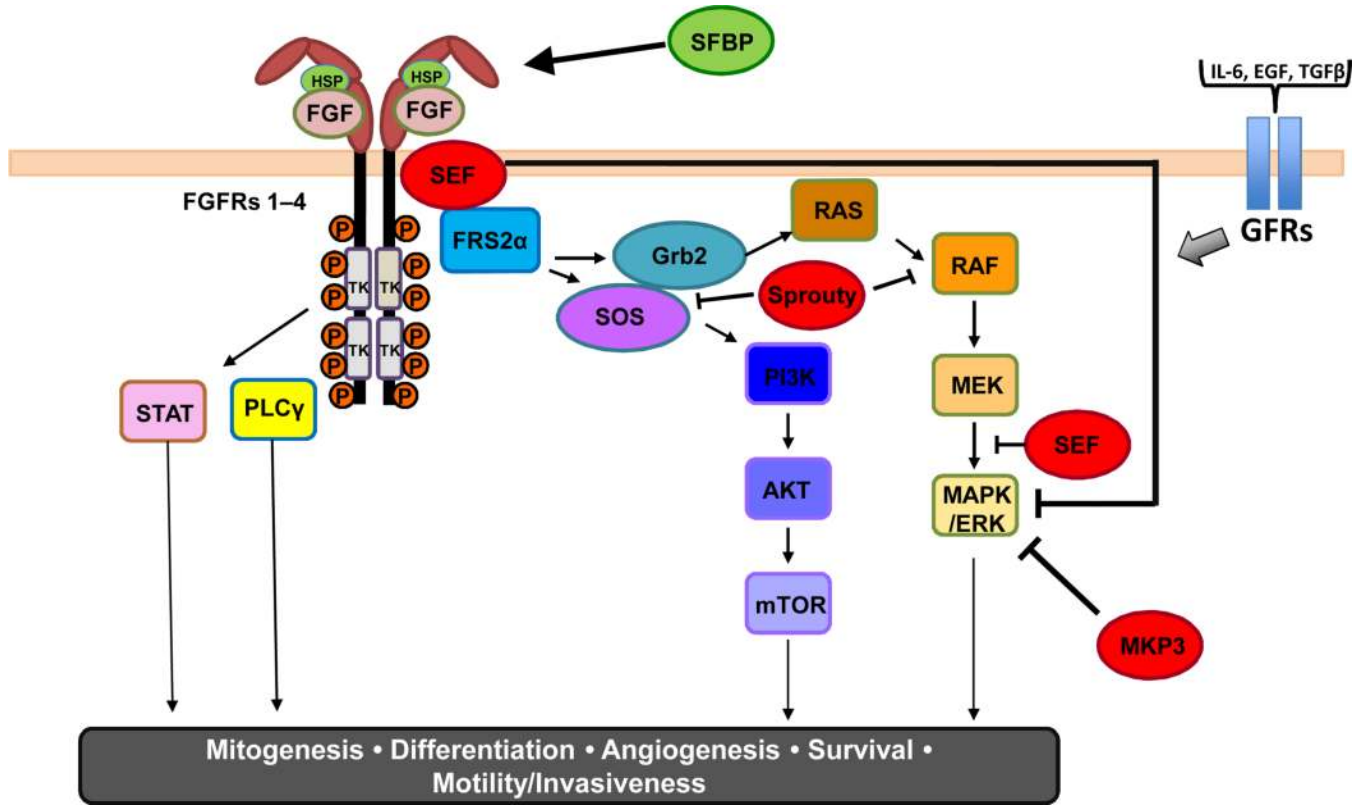 SFBP
IL-6, EGF, TGFβ
HSP
HSP
FGF
FGF
SEF
GFRs
FGFRs 1–4
RAS
FRS2α
Grb2
RAF
P
P
P
P
TK
TK
P
P
Sprouty
SOS
P
P
TK
TK
P
P
PI3K
MEK
P
P
STAT
PLCγ
SEF
AKT
MAPK
/ERK
mTOR
MKP3
Mitogenesis • Differentiation • Angiogenesis • Survival •
Motility/Invasiveness